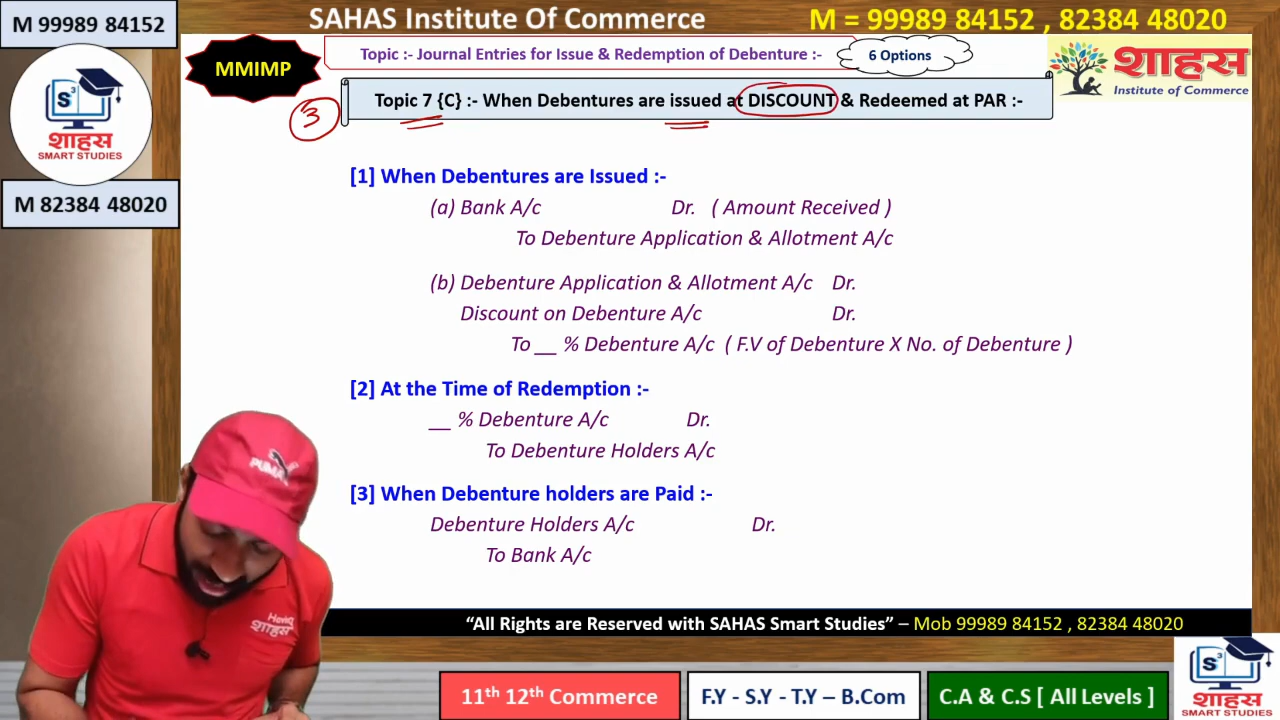 M 99989 84152
SAHAS Institute Of Commerce
M = 99989 84152 , 82384 48020
MMIMP
Topic :- Journal Entries for Issue & Redemption of Debenture :-
6 Options
शाहस
Institute of Commerce
S³
शाहस
SMART STUDIES
3
Topic 7 {C} :- When Debentures are issued at DISCOUNT & Redeemed at PAR :-
M 82384 48020
[1] When Debentures are Issued :-
(a) Bank A/c Dr. ( Amount Received )
To Debenture Application & Allotment A/c
(b) Debenture Application & Allotment A/c Dr.
Discount on Debenture A/c Dr.
To __ % Debenture A/c ( F.V of Debenture X No. of Debenture )
[2] At the Time of Redemption :-
__ % Debenture A/c Dr.
To Debenture Holders A/c
[3] When Debenture holders are Paid :-
Debenture Holders A/c Dr.
To Bank A/c
PUMA
शाहस
“All Rights are Reserved with SAHAS Smart Studies” – Mob 99989 84152 , 82384 48020
11th 12th Commerce
F.Y - S.Y - T.Y – B.Com
C.A & C.S [ All Levels ]
S³
शाहस
SMART STUDIES